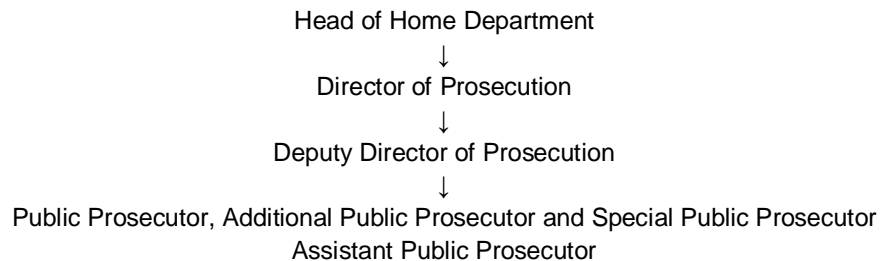 Head of Home Department
↓
Director of Prosecution
↓
Deputy Director of Prosecution
↓
Public Prosecutor, Additional Public Prosecutor and Special Public Prosecutor
Assistant Public Prosecutor